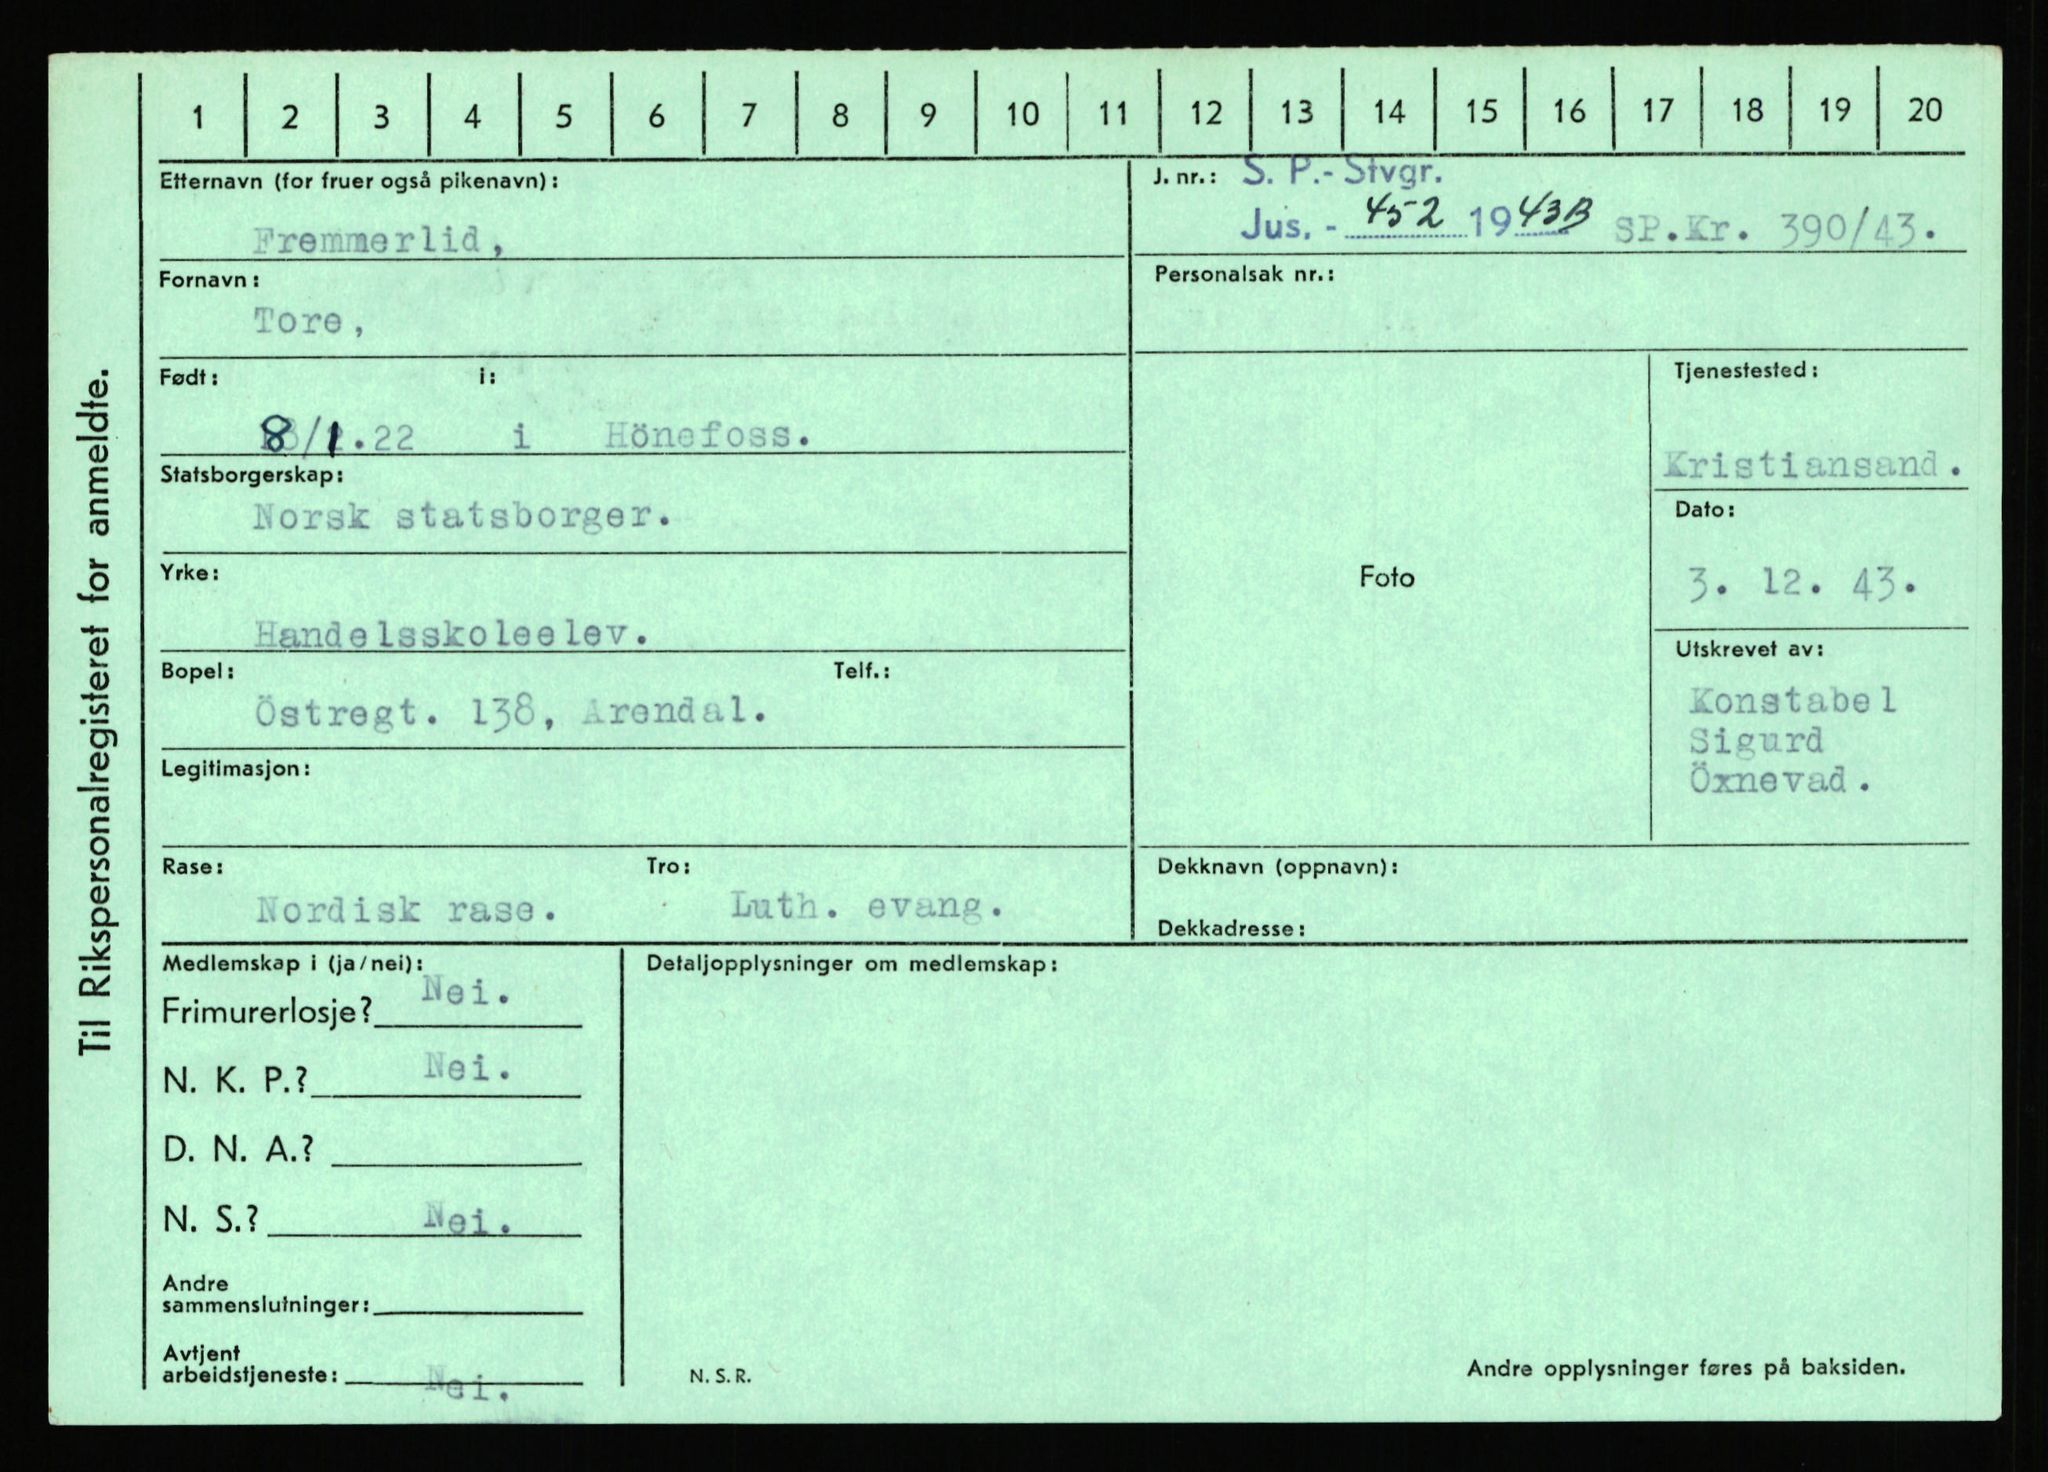 Til Rikspersonalregisteret for anmeldte.
1 2 3 4 5 6 7 8 9 10 11 12 13 14 15 16 17 18 19 20
Etternavn (for fruer også pikenavn):
Fremmerlid,
J. nr.: S. P.- Stvgr.
Jus. - 452 1943B SP.Kr. 390/43.
Fornavn:
Tore,
Personalsak nr.:
Født: i:
8/1.22 i Hönefoss.
Tjenestested:
Kristiansand.
Statsborgerskap:
Norsk statsborger.
Dato:
3. 12. 43.
Foto
Yrke:
Handelsskoleelev.
Utskrevet av:
Konstabel
Sigurd
Öxnevad.
Bopel: Telf.:
Östregt. 138, Arendal.
Legitimasjon:
Rase: Tro:
Nordisk rase. Luth. evang.
Dekknavn (oppnavn):
Dekkadresse:
Medlemskap i (ja/nei):
Frimurerlosje? Nei.
N. K. P.? Nei.
D. N. A.?
N. S.? Nei.
Andre
sammenslutninger:
Avtjent
arbeidstjeneste: Nei.
Detaljopplysninger om medlemskap:
N. S. R.
Andre opplysninger føres på baksiden.